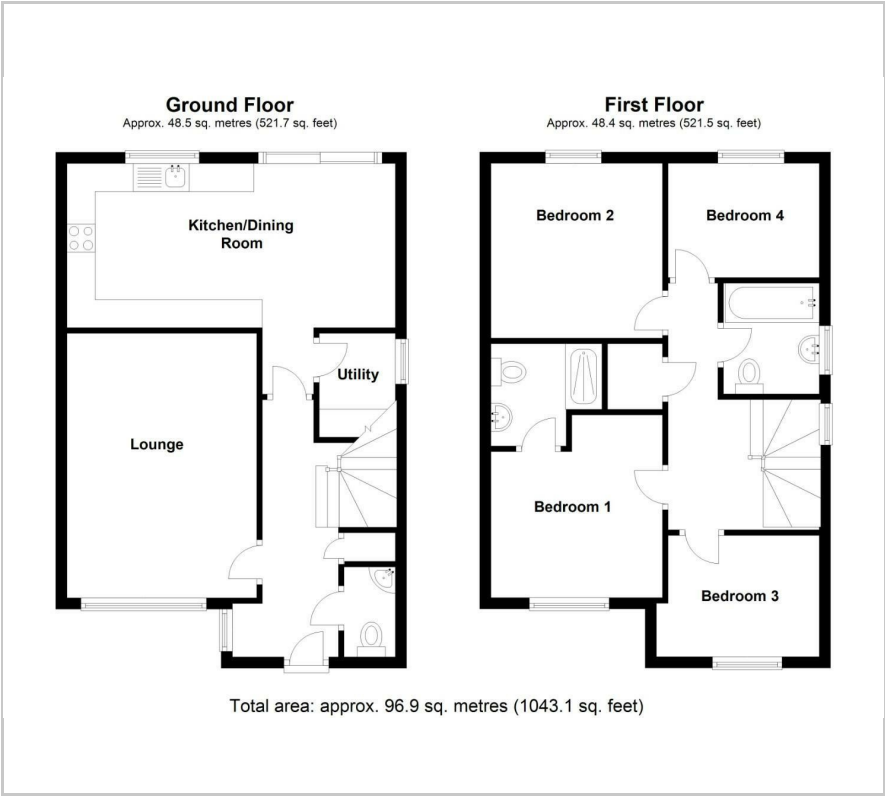 Ground Floor
Approx. 48.5 sq. metres (521.7 sq. feet)
Kitchen/Dining
Room
Utility
Lounge
First Floor
Approx. 48.4 sq. metres (521.5 sq. feet)
Bedroom 2
Bedroom 4
Bedroom 1
Bedroom 3
Total area: approx. 96.9 sq. metres (1043.1 sq. feet)